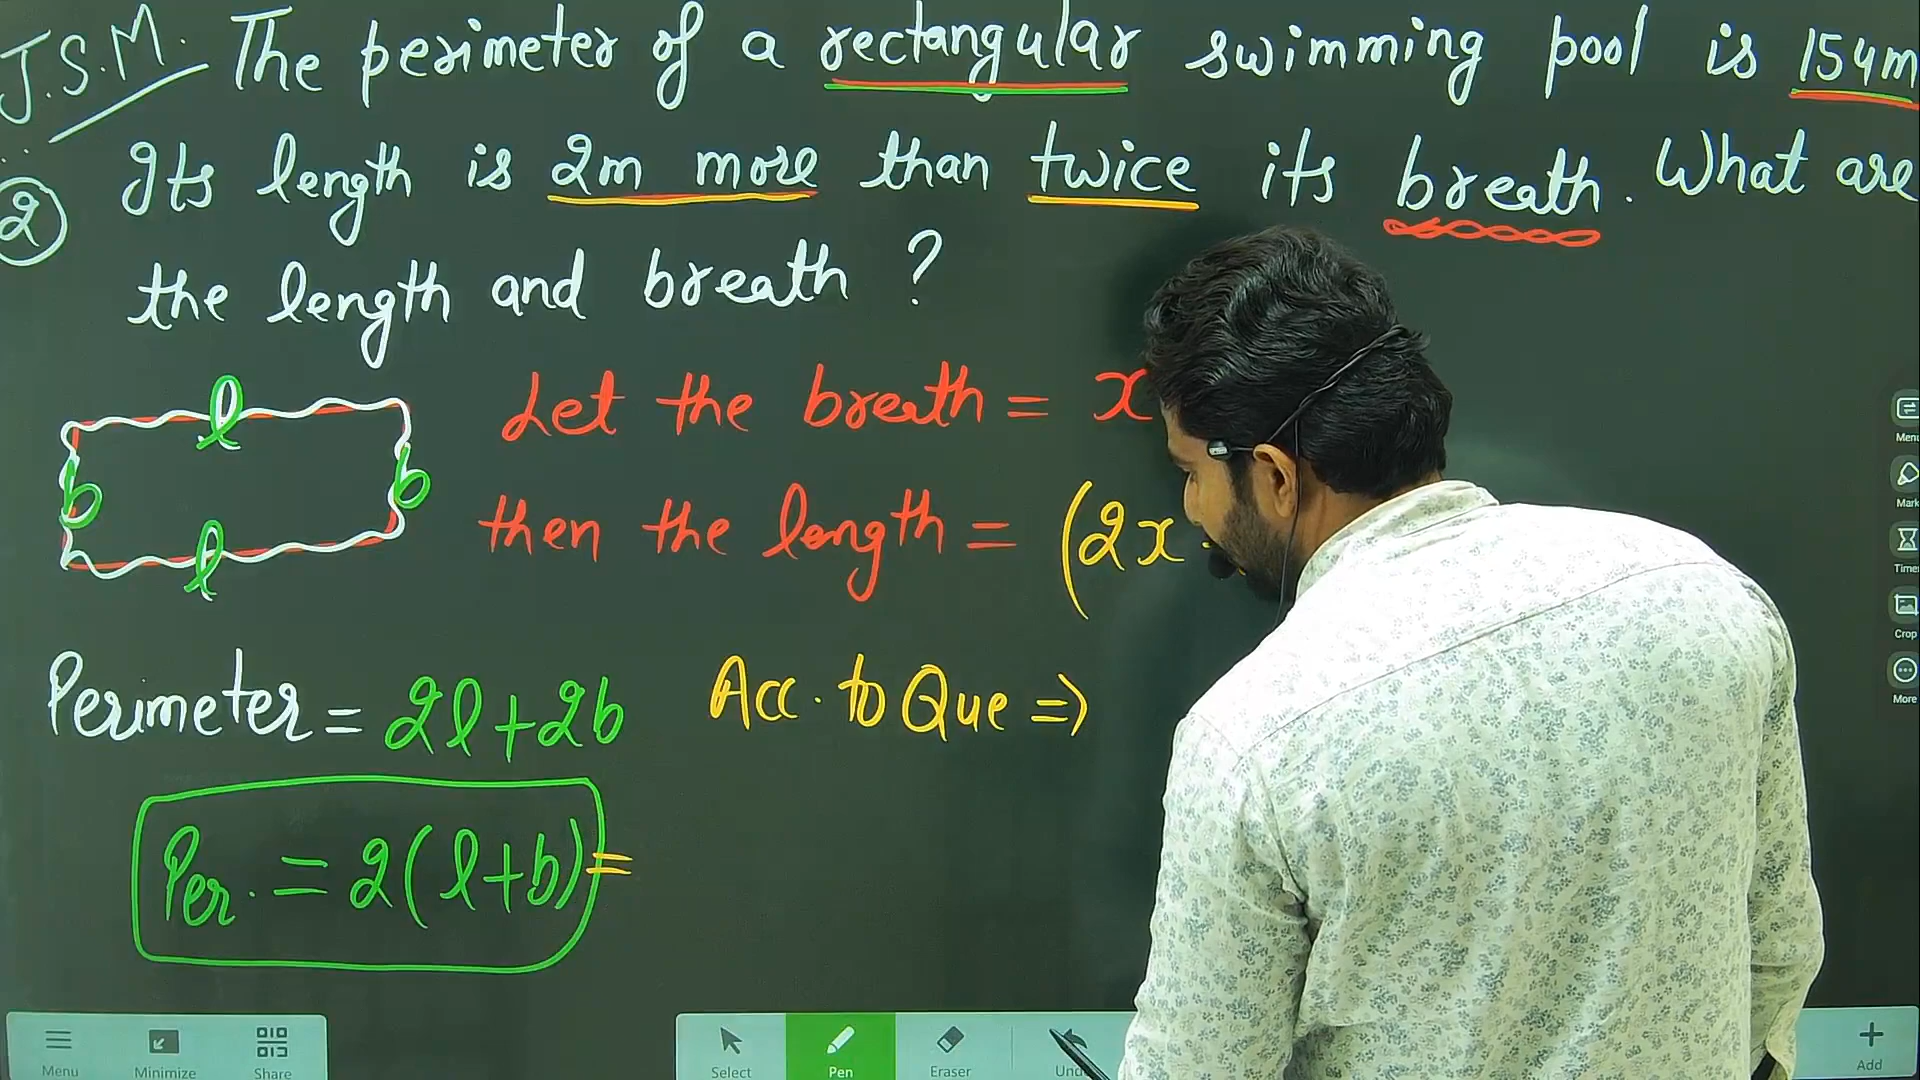 J.S.M. The perimeter of a rectangular swimming pool is 154m
② Its length is 2m more than twice its breath. What are
the length and breath ?
l
b
b
l
Let the breath = x
then the length = (2x
Perimeter = 2l+2b
Acc. to Que =>
Per. = 2(l+b) =
Menu
Mark
Time
Crop
More
Menu
Minimize
Share
Select
Pen
Eraser
Und
Add